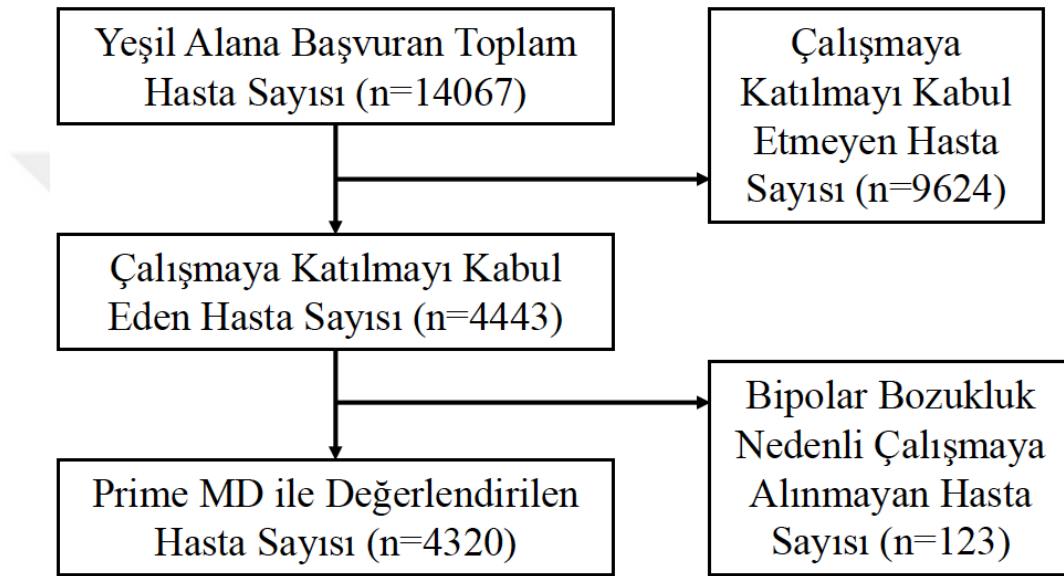 Yeşil Alana Başvuran Toplam
Hasta Sayısı (n=14067)
Çalışmaya
Katılmayı Kabul
Etmeyen Hasta
Sayısı (n=9624)
Çalışmaya Katılmayı Kabul
Eden Hasta Sayısı (n=4443)
Bipolar Bozukluk
Nedenli Çalışmaya
Alınmayan Hasta
Sayısı (n=123)
Prime MD ile Değerlendirilen
Hasta Sayısı (n=4320)